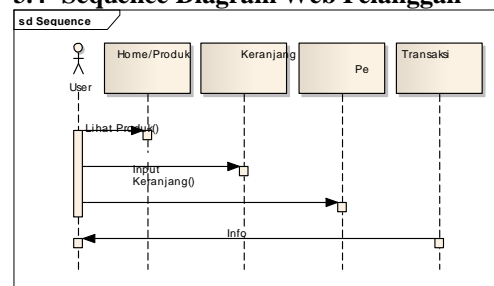 3.4 Sequence Diagram Web Pelanggan
sd Sequence
Home/Produk
Keranjang
Pe
Transaksi
User
Lihat Produk()
Input
Keranjang()
Info